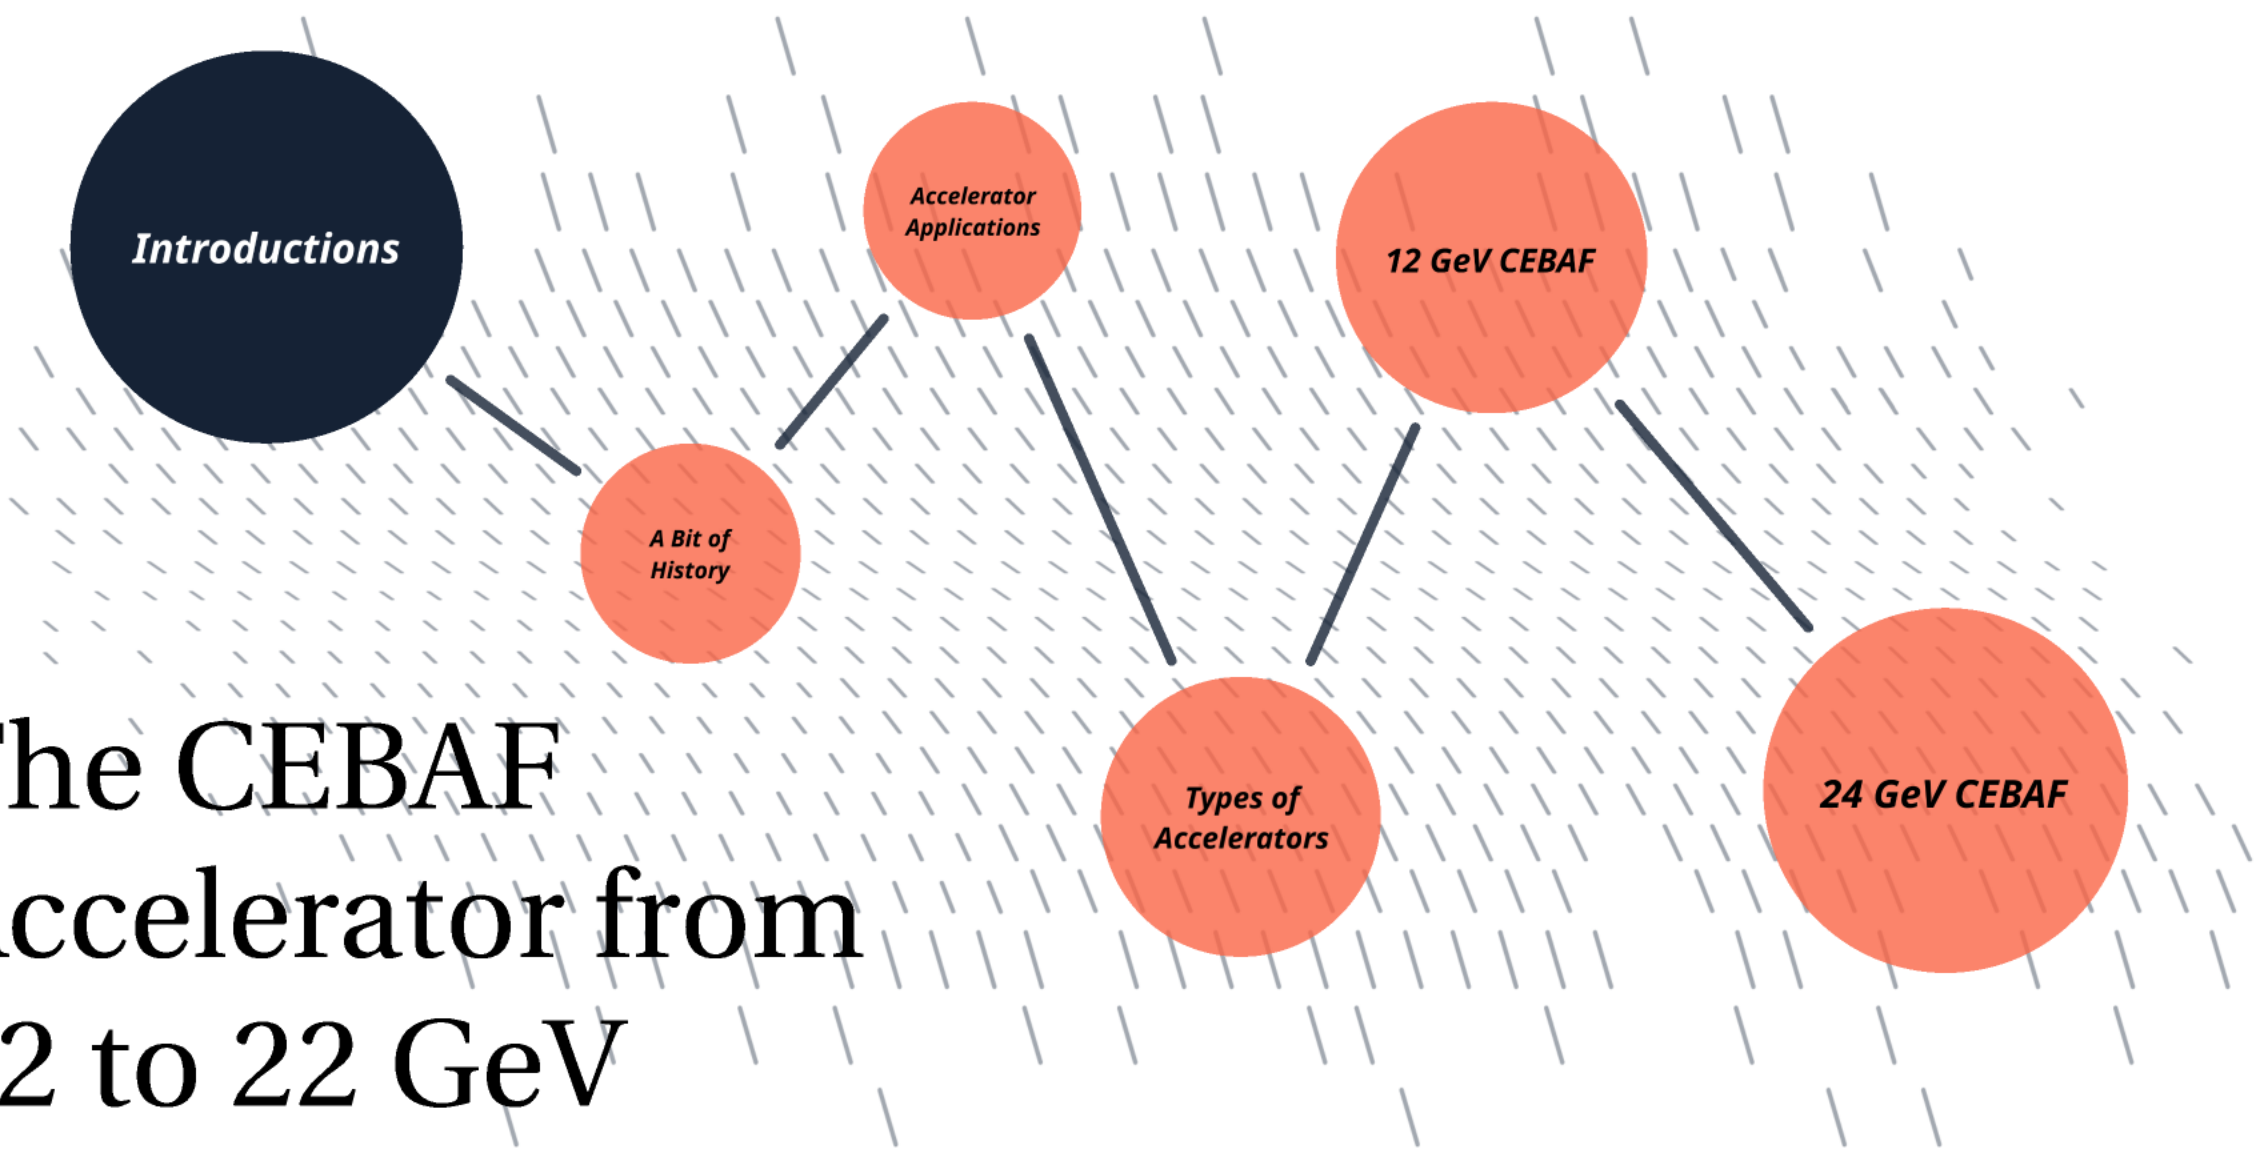 Introductions
A Bit of
History
Accelerator
Applications
Types of
Accelerators
12 GeV CEBAF
24 GeV CEBAF
The CEBAF
ccelerator from
2 to 22 GeV